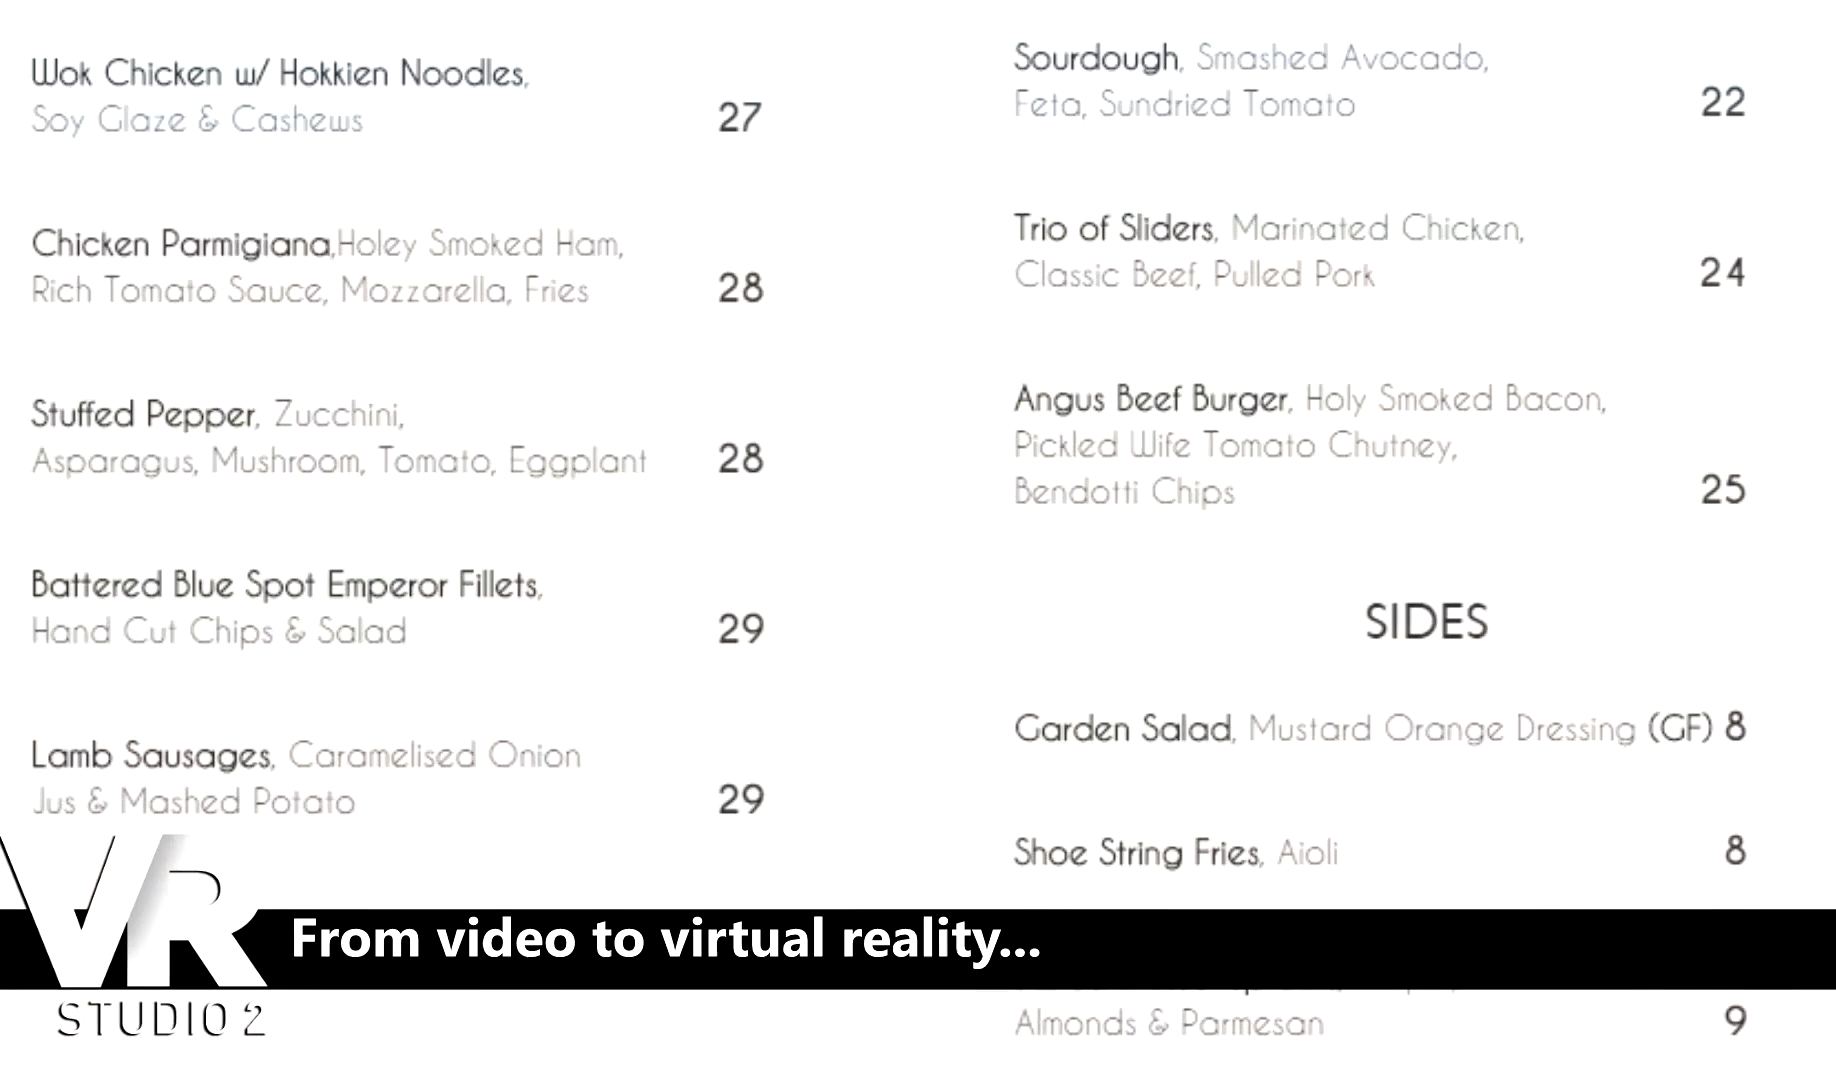 Wok Chicken w/ Hokkien Noodles,
Soy Glaze & Cashews 27
Chicken Parmigiana,Holey Smoked Ham,
Rich Tomato Sauce, Mozzarella, Fries 28
Stuffed Pepper, Zucchini,
Asparagus, Mushroom, Tomato, Eggplant 28
Battered Blue Spot Emperor Fillets,
Hand Cut Chips & Salad 29
Lamb Sausages, Caramelised Onion
Jus & Mashed Potato 29
Sourdough, Smashed Avocado,
Feta, Sundried Tomato 22
Trio of Sliders, Marinated Chicken,
Classic Beef, Pulled Pork 24
Angus Beef Burger, Holy Smoked Bacon,
Pickled Wife Tomato Chutney,
Bendotti Chips 25
SIDES
Garden Salad, Mustard Orange Dressing (GF) 8
Shoe String Fries, Aioli 8
Almonds & Parmesan 9
VR
STUDIO 2
From video to virtual reality...